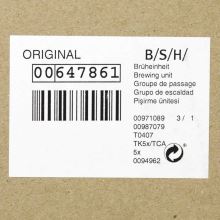 ORIGINAL
00647861
B/S/H/
Brüheinheit
Brewing unit
Groupe de passage
Grupo de escaldad
Pişirme ünitesi
00971089 3/ 1
00987079
T0407
TK5x/TCA
5x
0094962